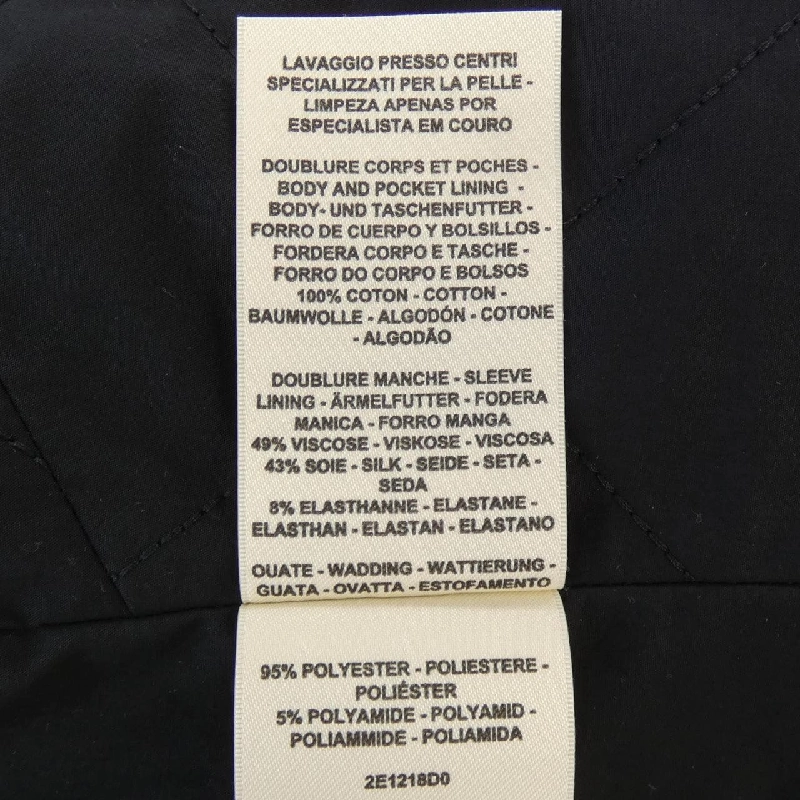 LAVAGGIO PRESSO CENTRI
SPECIALIZZATI PER LA PELLE -
LIMPEZA APENAS POR
ESPECIALISTA EM COURO
DOUBLURE CORPS ET POCHES -
BODY AND POCKET LINING -
BODY- UND TASCHENFUTTER -
FORRO DE CUERPO Y BOLSILLOS -
FORDERA CORPO E TASCHE -
FORRO DO CORPO E BOLSOS
100% COTON - COTTON -
BAUMWOLLE - ALGODÓN - COTONE
- ALGODÃO
DOUBLURE MANCHE - SLEEVE
LINING - ÄRMELFUTTER - FODERA
MANICA - FORRO MANGA
49% VISCOSE - VISKOSE - VISCOSA
43% SOIE - SILK - SEIDE - SETA -
SEDA
8% ELASTHANNE - ELASTANE -
ELASTHAN - ELASTAN - ELASTANO
OUATE - WADDING - WATTIERUNG -
GUATA - OVATTA - ESTOFAMENTO
95% POLYESTER - POLIESTERE -
POLIÉSTER
5% POLYAMIDE - POLYAMID -
POLIAMMIDE - POLIAMIDA
2E1218D0